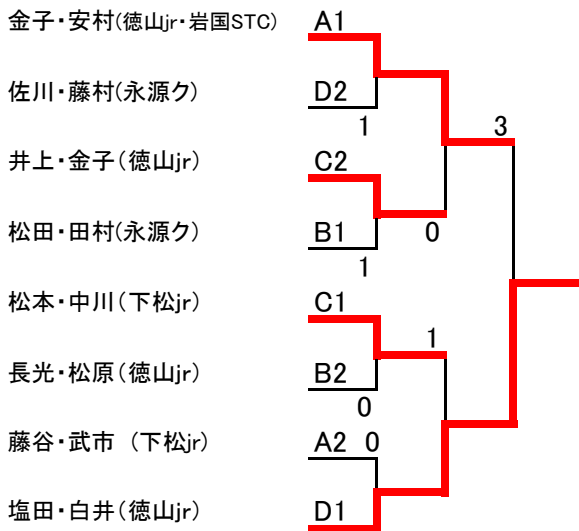 金子・安村(徳山jr・岩国STC) A1
佐川・藤村(永源ク) D2
1 3
井上・金子(徳山jr) C2
松田・田村(永源ク) B1 0
1
松本・中川(下松jr) C1
1
長光・松原(徳山jr) B2
0
藤谷・武市 (下松jr) A2 0
塩田・白井(徳山jr) D1